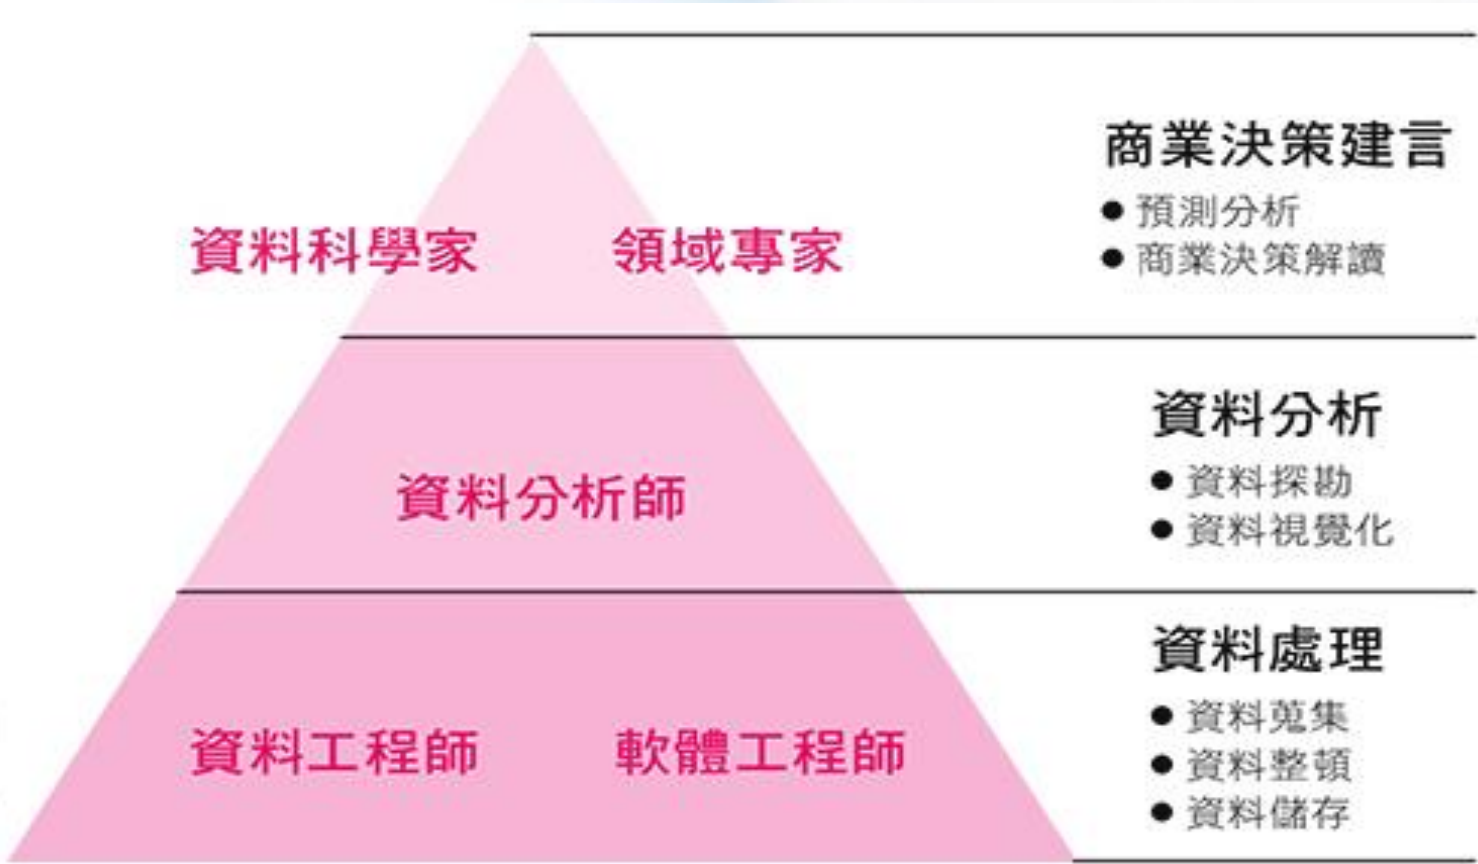 商業決策建言
● 預測分析
● 商業決策解讀
資料科學家 領域專家
資料分析
● 資料探勘
● 資料視覺化
資料分析師
資料處理
● 資料蒐集
● 資料整頓
● 資料儲存
資料工程師 軟體工程師